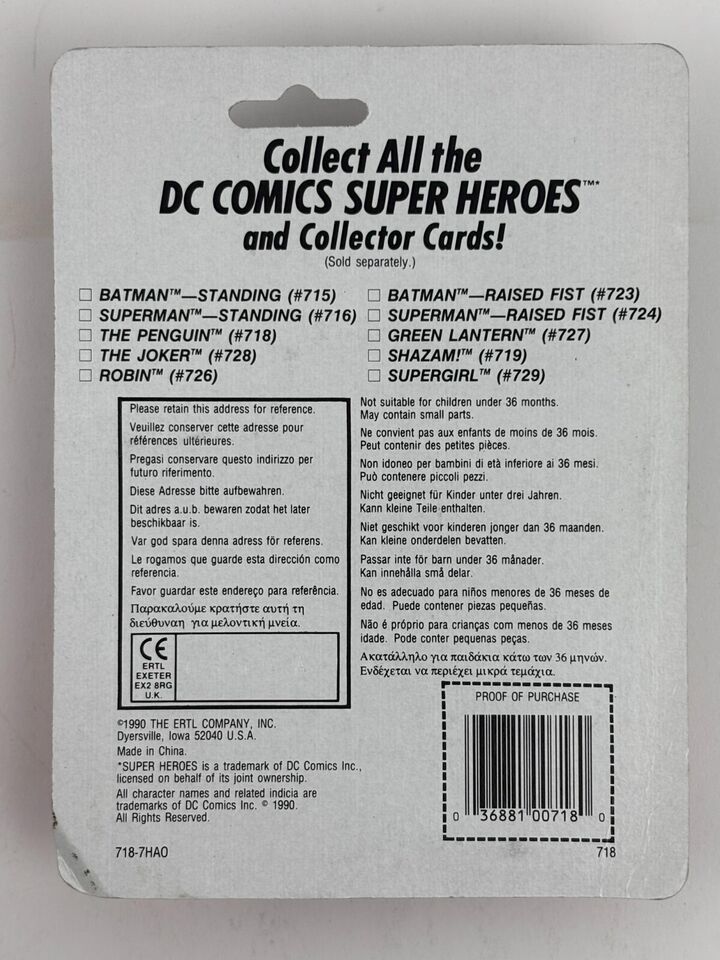 Collect All the
DC COMICS SUPER HEROES™*
and Collector Cards!
(Sold separately.)
☐ BATMAN™—STANDING (#715)
☐ SUPERMAN™—STANDING (#716)
☐ THE PENGUIN™ (#718)
☐ THE JOKER™ (#728)
☐ ROBIN™ (#726)
☐ BATMAN™—RAISED FIST (#723)
☐ SUPERMAN™—RAISED FIST (#724)
☐ GREEN LANTERN™ (#727)
☐ SHAZAM!™ (#719)
☐ SUPERGIRL™ (#729)
Please retain this address for reference.
Veuillez conserver cette adresse pour
références ultérieures.
Pregasi conservare questo indirizzo per
futuro riferimento.
Diese Adresse bitte aufbewahren.
Dit adres a.u.b. bewaren zodat het later
beschikbaar is.
Var god spara denna adress för referens.
Le rogamos que guarde esta dirección como
referencia.
Favor guardar este endereço para referência.
Παρακαλούμε κρατήστε αυτή τη
διεύθυναη για μελοντική μνεία.
CE
ERTL
EXETER
EX2 8RG
U.K.
Not suitable for children under 36 months.
May contain small parts.
Ne convient pas aux enfants de moins de 36 mois.
Peut contenir des petites pièces.
Non idoneo per bambini di età inferiore ai 36 mesi.
Può contenere piccoli pezzi.
Nicht geeignet für Kinder unter drei Jahren.
Kann kleine Teile enthalten.
Niet geschikt voor kinderen jonger dan 36 maanden.
Kan kleine onderdelen bevatten.
Passar inte för barn under 36 månader.
Kan innehålla små delar.
No es adecuado para niños menores de 36 meses de
edad. Puede contener piezas pequeñas.
Não é próprio para crianças com menos de 36 meses
idade. Pode conter pequenas peças.
Ακατάλληλο για παιδάκια κάτω των 36 μηνών.
Ενδέχεται να περιέχει μικρά τεμάχια.
©1990 THE ERTL COMPANY, INC.
Dyersville, Iowa 52040 U.S.A.
Made in China.
*SUPER HEROES is a trademark of DC Comics Inc.,
licensed on behalf of its joint ownership.
All character names and related indicia are
trademarks of DC Comics Inc. © 1990.
All Rights Reserved.
718-7HAO
PROOF OF PURCHASE
0 36881 00718 0
718